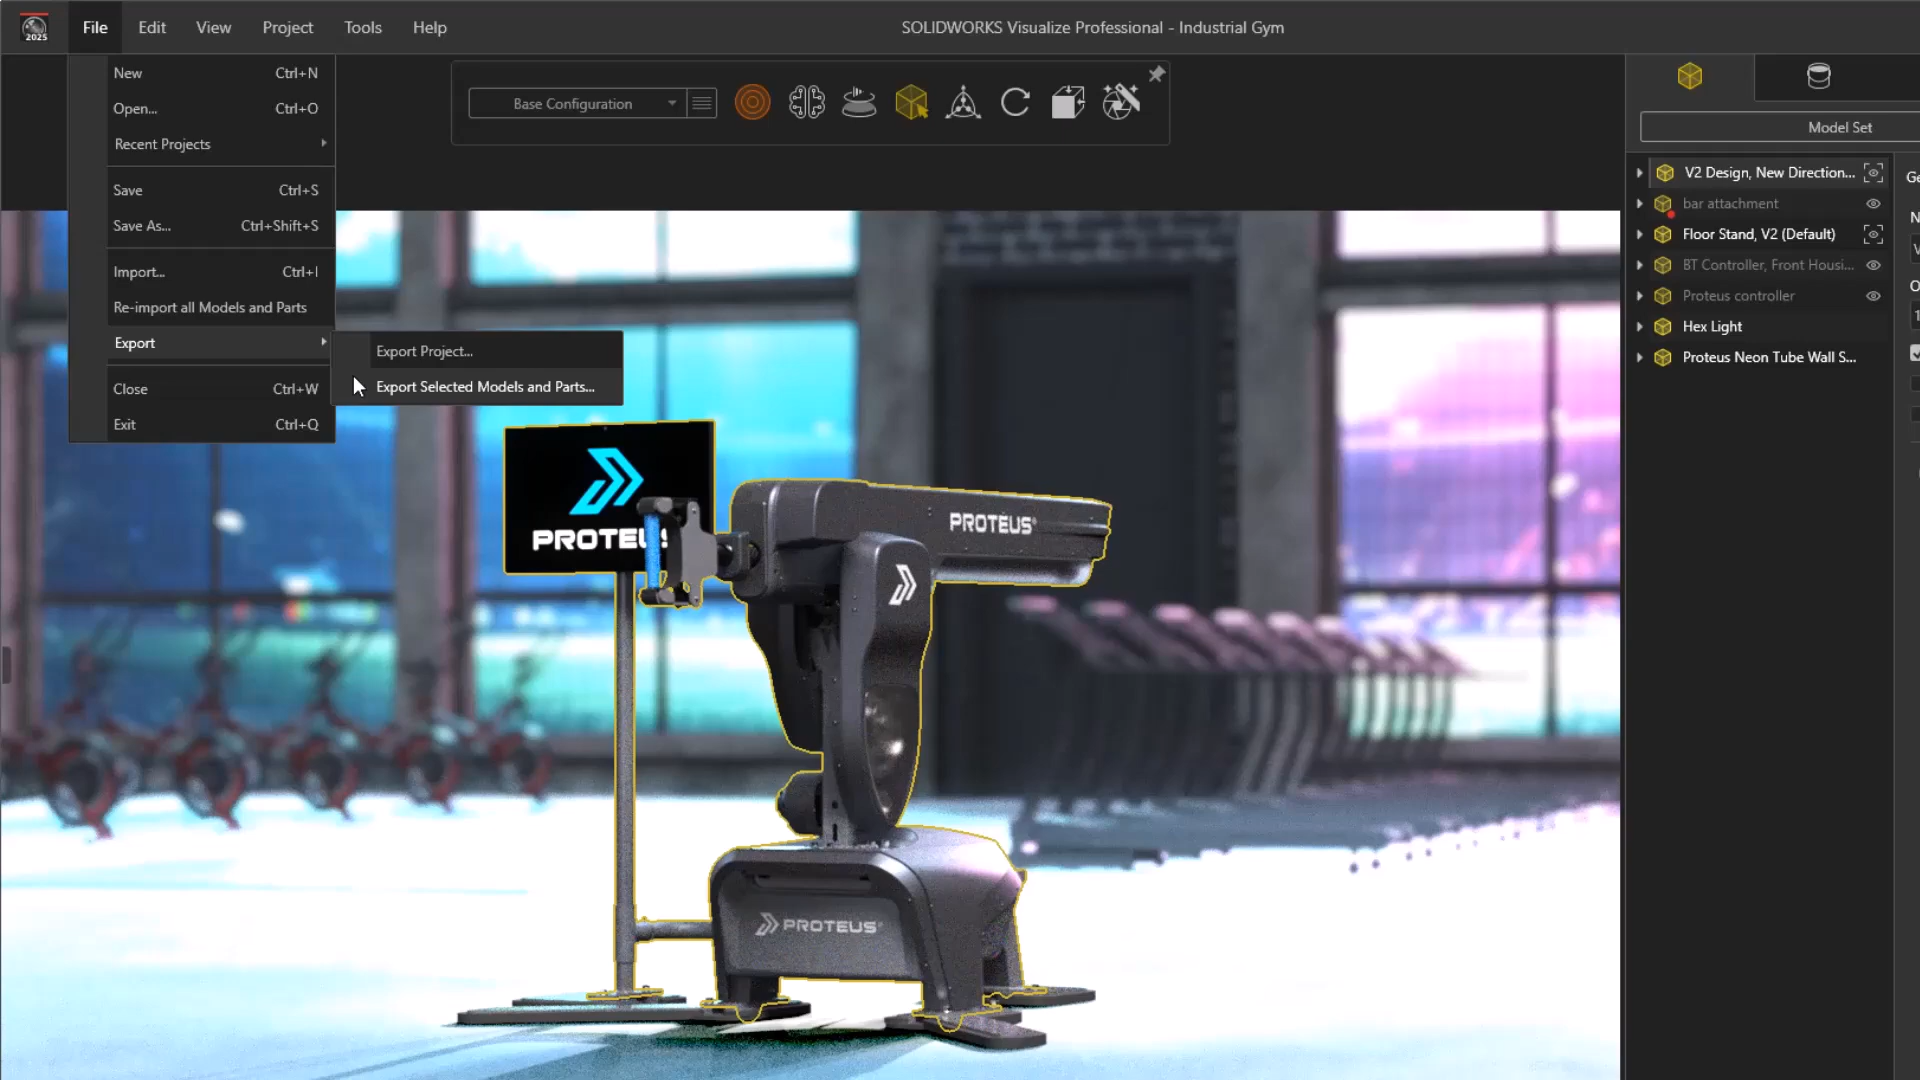 2025
File Edit View Project Tools Help
SOLIDWORKS Visualize Professional - Industrial Gym
New Ctrl+N
Open... Ctrl+O
Recent Projects
Save Ctrl+S
Save As... Ctrl+Shift+S
Import... Ctrl+I
Re-import all Models and Parts
Export
Close Ctrl+W
Exit Ctrl+Q
Export Project...
Export Selected Models and Parts...
Base Configuration
Model Set
V2 Design, New Direction...
bar attachment
Floor Stand, V2 (Default)
BT Controller, Front Housi...
Proteus controller
Hex Light
Proteus Neon Tube Wall S...
PROTEUS
PROTEUS®
PROTEUS®